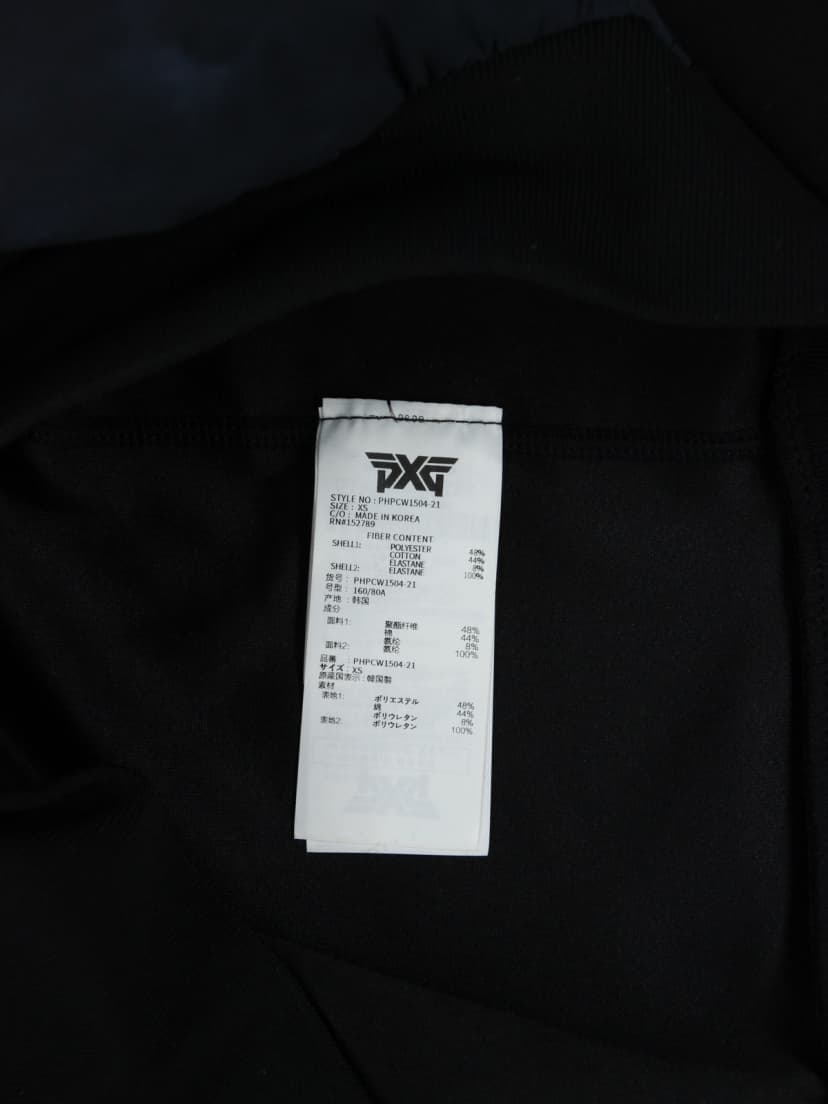 PXG
STYLE NO : PHPCW1504-21
SIZE : XS
C/O : MADE IN KOREA
RN#152789
FIBER CONTENT
SHELL1: POLYESTER 48%
COTTON 44%
ELASTANE 8%
SHELL2: ELASTANE 100%
货号 : PHPCW1504-21
号型 : 160/80A
产地 : 韩国
成分
面料1: 聚酯纤维 48%
棉 44%
氨纶 8%
面料2: 氨纶 100%
品番 : PHPCW1504-21
サイズ : XS
原産国表示 : 韓国製
素材
表地1: ポリエステル 48%
綿 44%
ポリウレタン 8%
表地2: ポリウレタン 100%